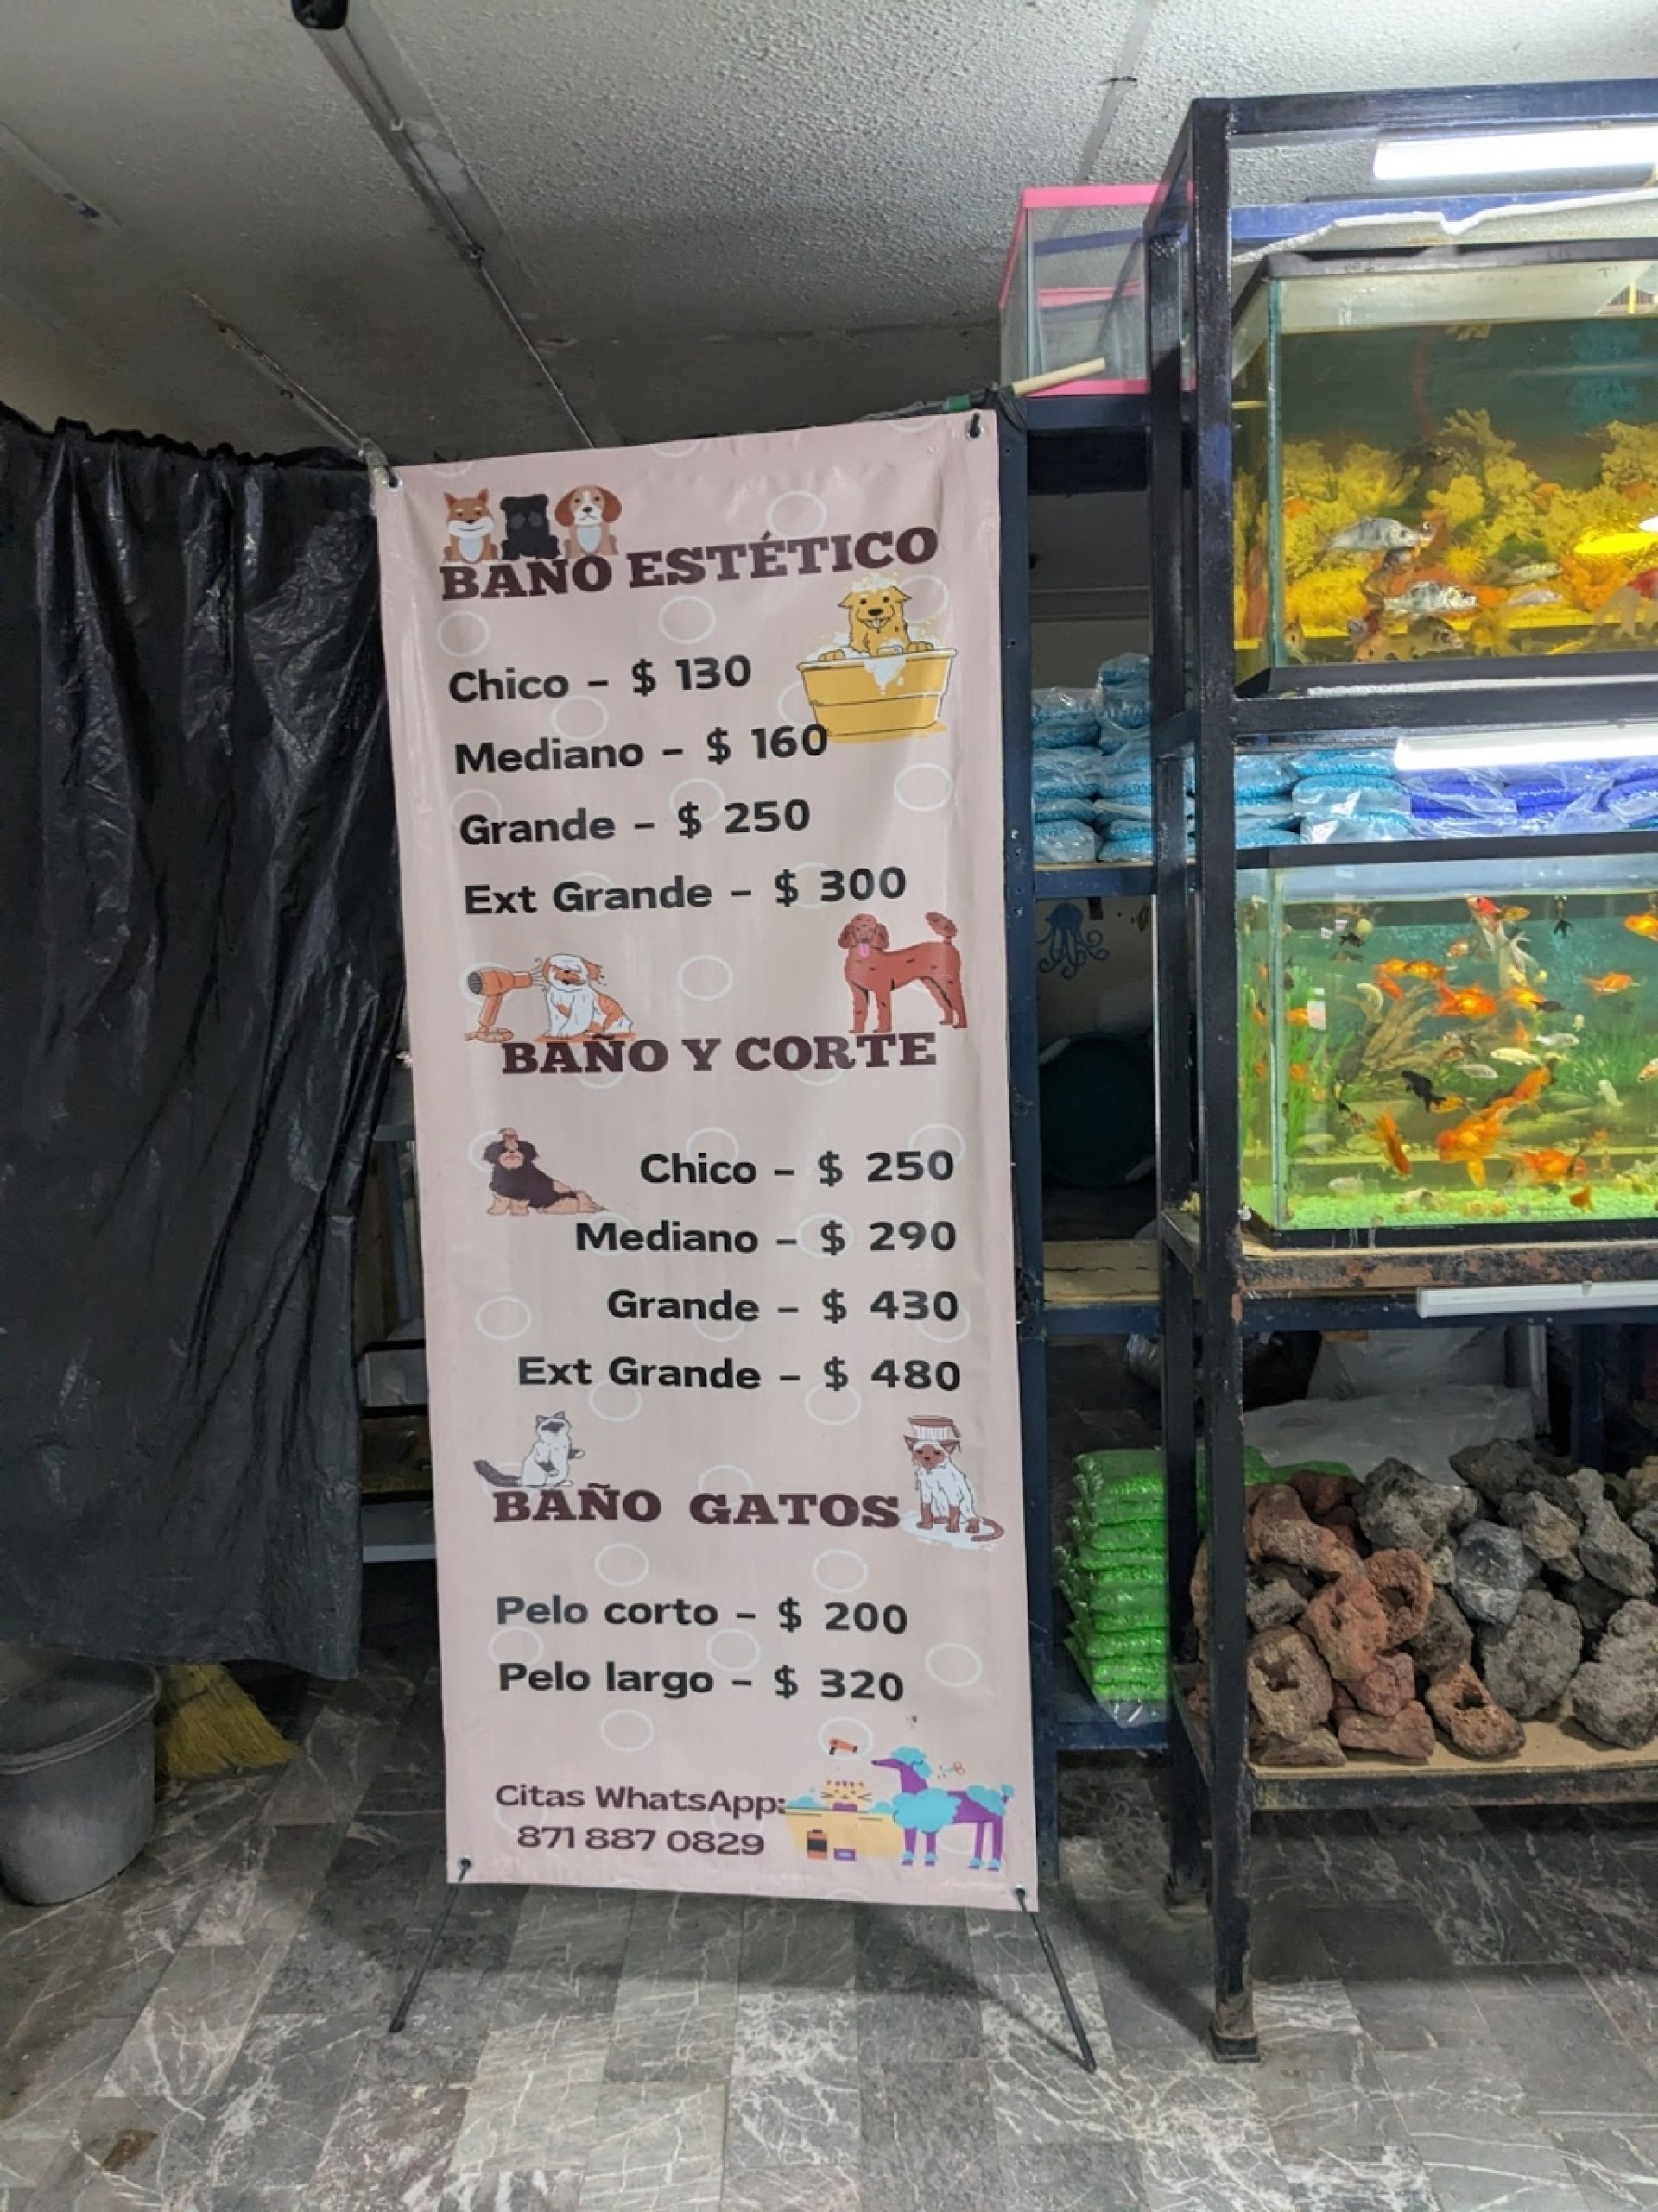 BAÑO ESTÉTICO
Chico – $ 130
Mediano – $ 160
Grande – $ 250
Ext Grande – $ 300
BAÑO Y CORTE
Chico – $ 250
Mediano – $ 290
Grande – $ 430
Ext Grande – $ 480
BAÑO GATOS
Pelo corto – $ 200
Pelo largo – $ 320
Citas WhatsApp:
871 887 0829